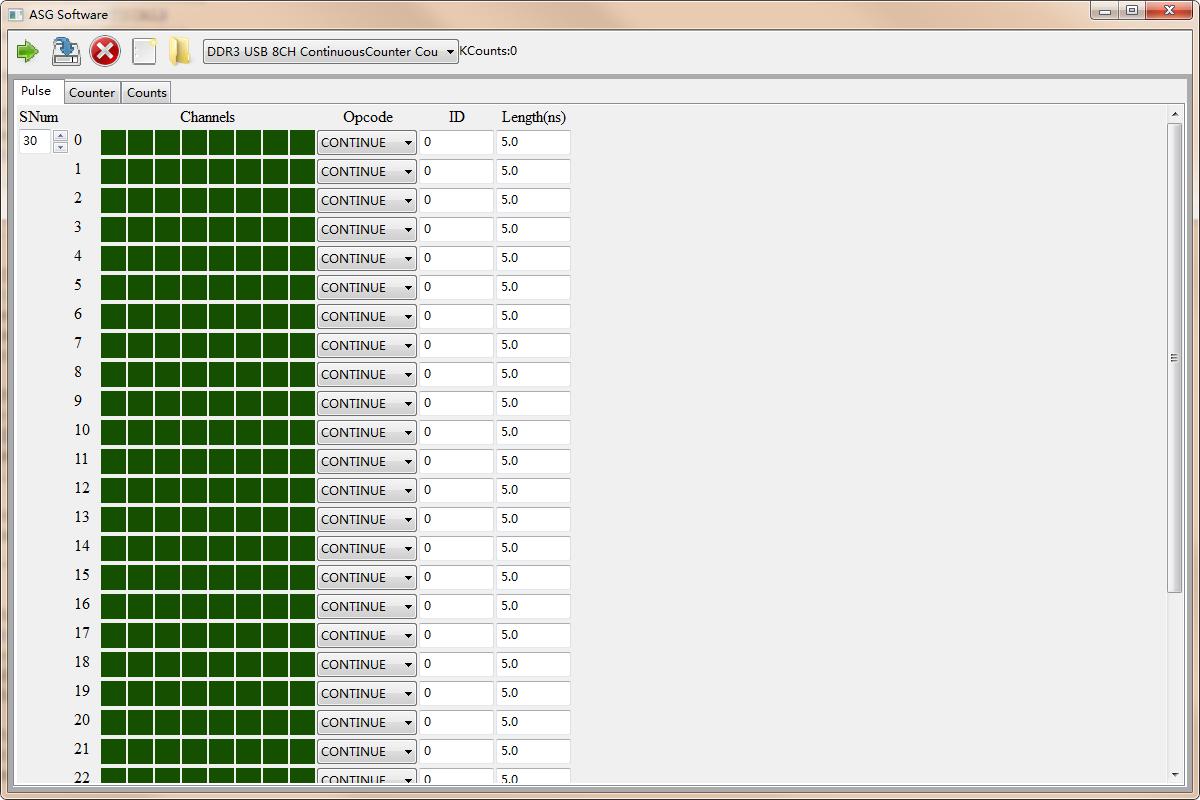 ASG Software
DDR3 USB 8CH ContinuousCounter Cou KCounts:0
Pulse Counter Counts
SNum Channels Opcode ID Length(ns)
30 0 CONTINUE 0 5.0
1 CONTINUE 0 5.0
2 CONTINUE 0 5.0
3 CONTINUE 0 5.0
4 CONTINUE 0 5.0
5 CONTINUE 0 5.0
6 CONTINUE 0 5.0
7 CONTINUE 0 5.0
8 CONTINUE 0 5.0
9 CONTINUE 0 5.0
10 CONTINUE 0 5.0
11 CONTINUE 0 5.0
12 CONTINUE 0 5.0
13 CONTINUE 0 5.0
14 CONTINUE 0 5.0
15 CONTINUE 0 5.0
16 CONTINUE 0 5.0
17 CONTINUE 0 5.0
18 CONTINUE 0 5.0
19 CONTINUE 0 5.0
20 CONTINUE 0 5.0
21 CONTINUE 0 5.0
22 CONTINUE 0 5.0